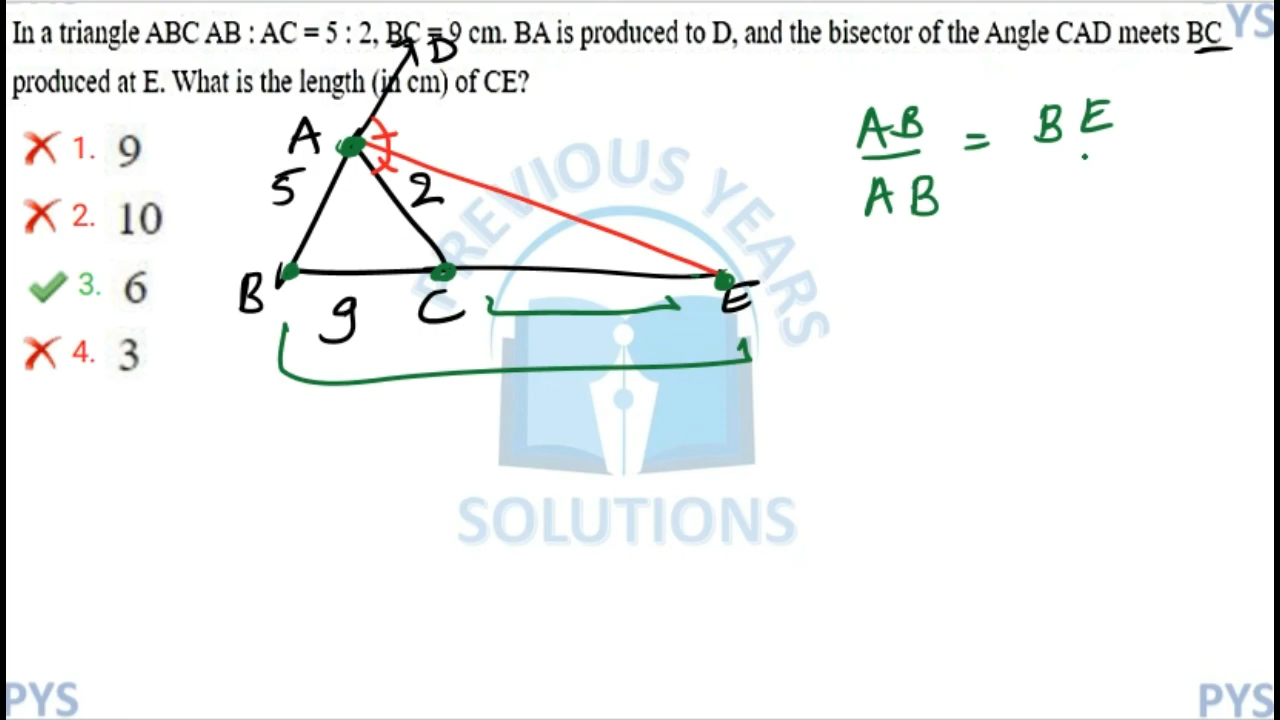 In a triangle ABC AB : AC = 5 : 2, BC = 9 cm. BA is produced to D, and the bisector of the Angle CAD meets BC
produced at E. What is the length (in cm) of CE?
1. 9
2. 10
3. 6
4. 3
D
A
5
2
B
9
C
E
AB = BE
AB
PREVIOUS YEARS
SOLUTIONS
PYS
PYS
YS